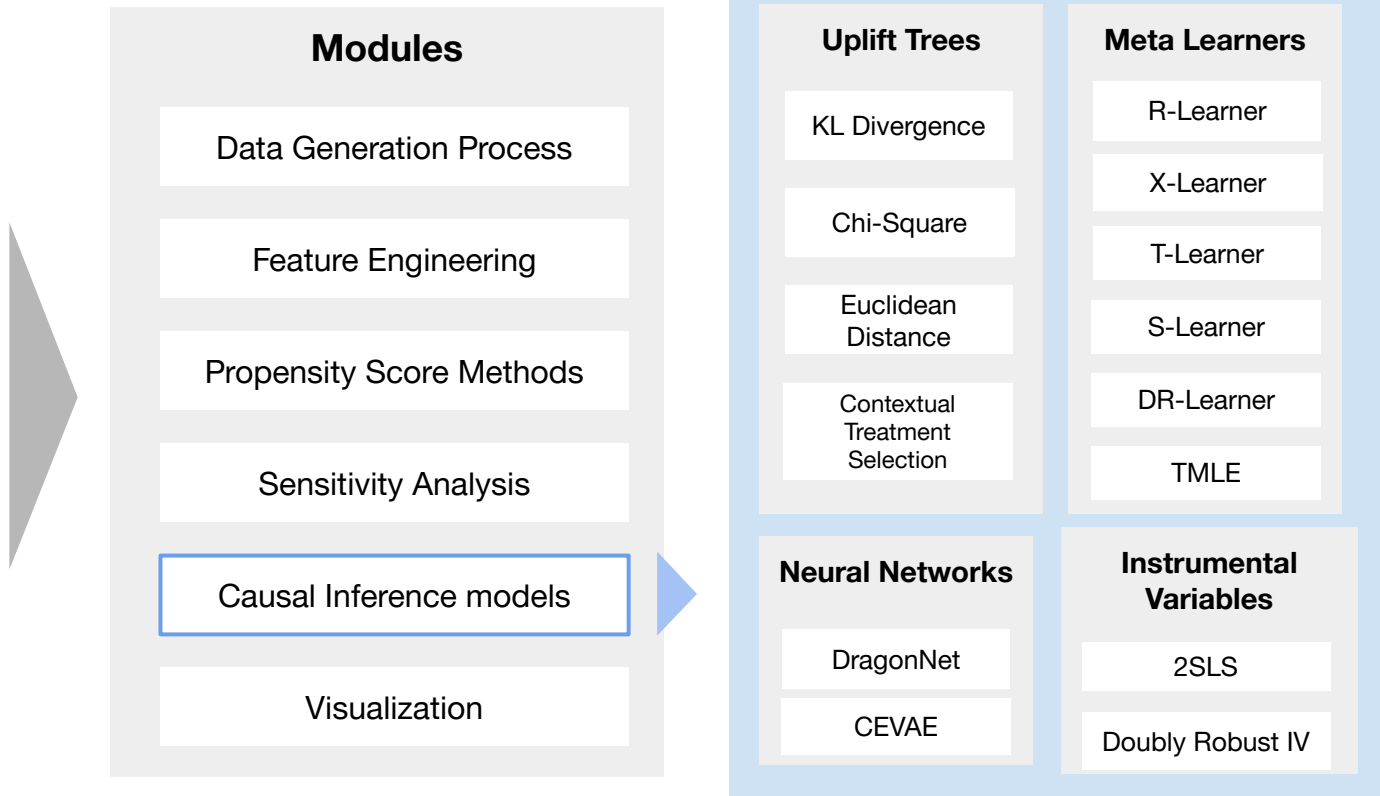 Modules
Data Generation Process
Feature Engineering
Propensity Score Methods
Sensitivity Analysis
Causal Inference models
Visualization
Uplift Trees
KL Divergence
Chi-Square
Euclidean
Distance
Contextual
Treatment
Selection
Meta Learners
R-Learner
X-Learner
T-Learner
S-Learner
DR-Learner
TMLE
Neural Networks
DragonNet
CEVAE
Instrumental
Variables
2SLS
Doubly Robust IV